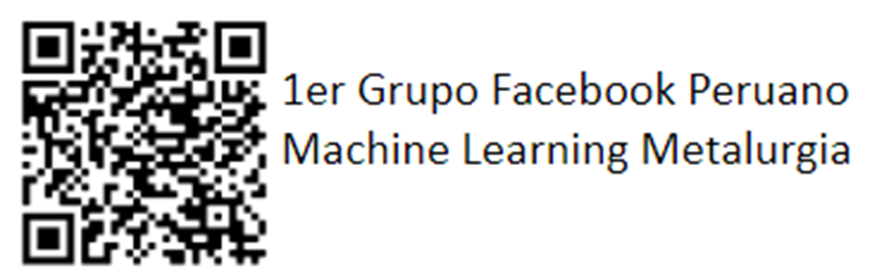 1er Grupo Facebook Peruano
Machine Learning Metalurgia